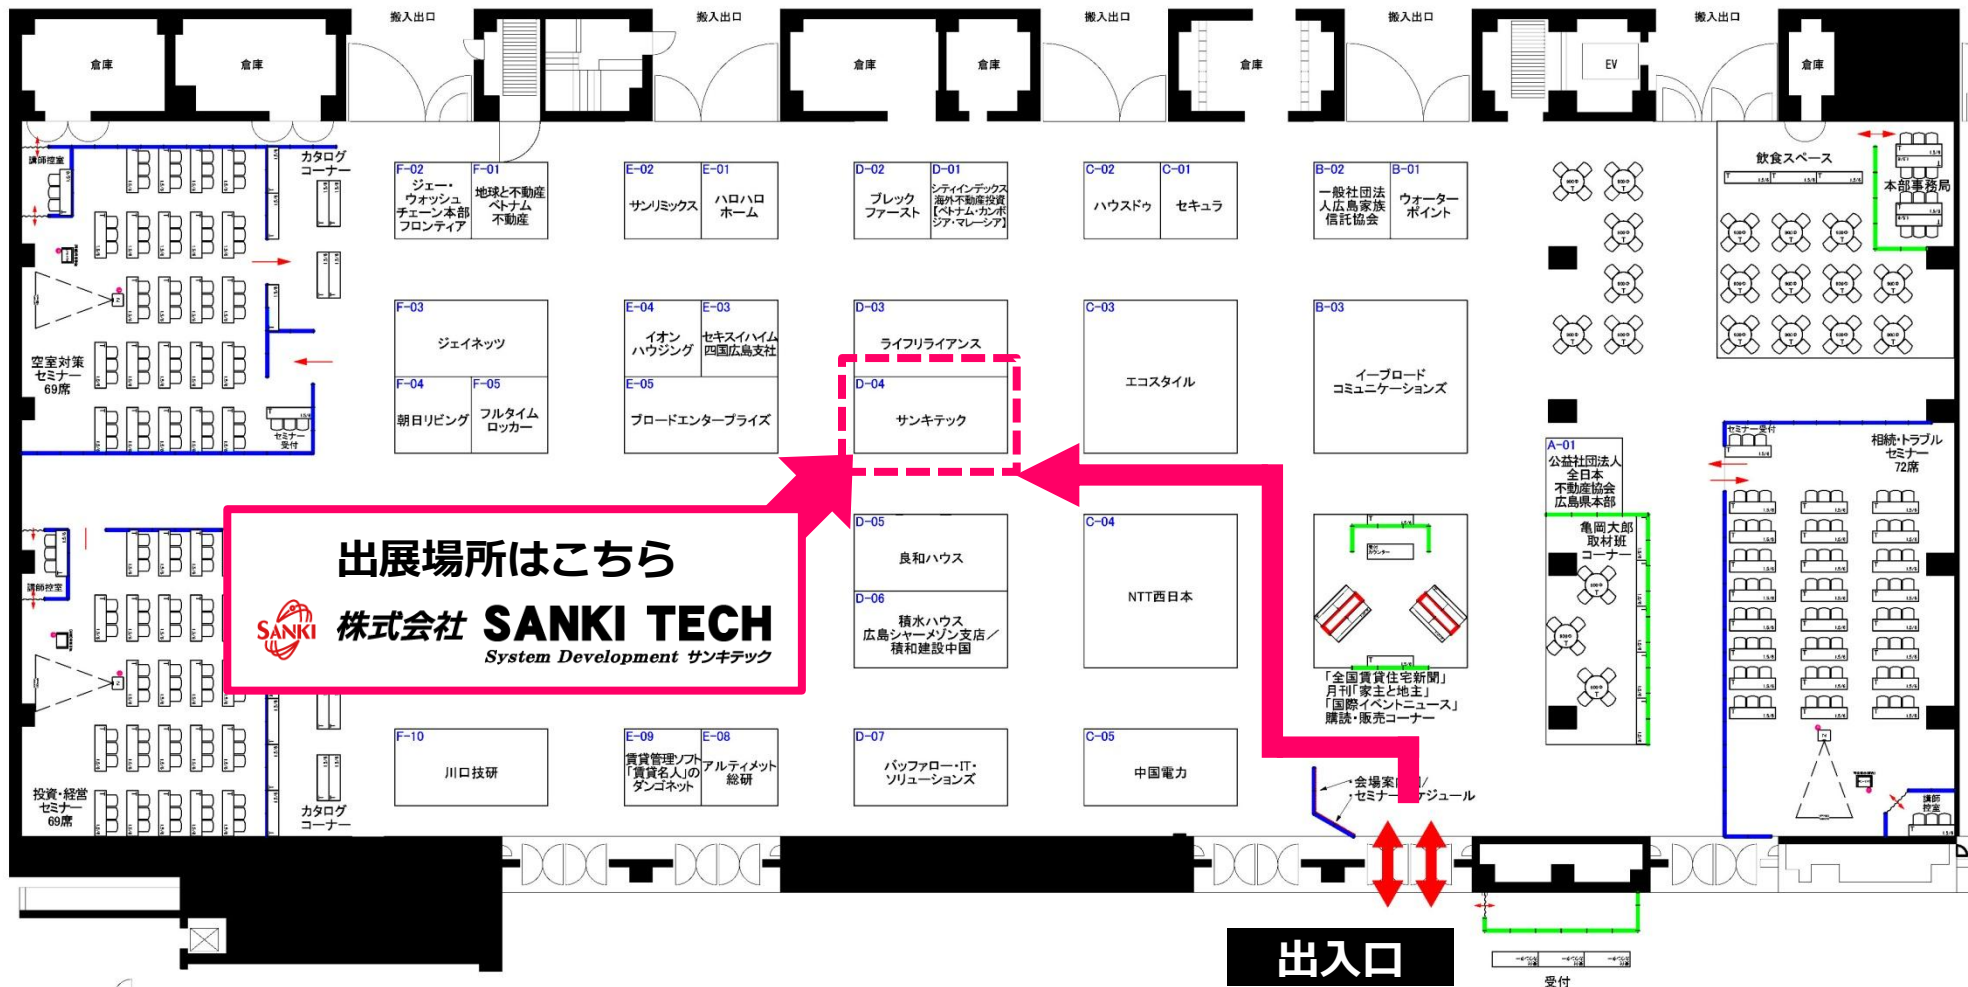 搬入出口
搬入出口
搬入出口
搬入出口
搬入出口
倉庫
倉庫
倉庫
倉庫
倉庫
EV
倉庫
講師控室
カタログ
コーナー
F-02
ジェー・
ウォッシュ
チェーン本部
フロンティア
F-01
地球と不動産
ベトナム
不動産
E-02
サンリミックス
E-01
ハロハロ
ホーム
D-02
ブレック
ファースト
D-01
シティインデックス
海外不動産投資
【ベトナム・カンボ
ジア・マレーシア】
C-02
ハウスドゥ
C-01
セキュラ
B-02
一般社団法
人広島家族
信託協会
B-01
ウォーター
ポイント
飲食スペース
本部事務局
空室対策
セミナー
69席
セミナー
受付
F-03
ジェイネッツ
F-04
朝日リビング
F-05
フルタイム
ロッカー
E-04
イオン
ハウジング
E-03
セキスイハイム
四国広島支社
E-05
ブロードエンタープライズ
D-03
ライフリライアンス
D-04
サンキテック
C-03
エコスタイル
B-03
イーブロード
コミュニケーションズ
A-01
公益社団法人
全日本
不動産協会
広島県本部
セミナー受付
相続・トラブル
セミナー
72席
出展場所はこちら
SANKI
株式会社 SANKI TECH
System Development サンキテック
講師控室
D-05
良和ハウス
D-06
積水ハウス
広島シャーメゾン支店／
積和建設中国
C-04
NTT西日本
受付
カウンター
亀岡大郎
取材班
コーナー
「全国賃貸住宅新聞」
月刊「家主と地主」
「国際イベントニュース」
購読・販売コーナー
投資・経営
セミナー
69席
カタログ
コーナー
F-10
川口技研
E-09
賃貸管理ソフト
「賃貸名人」の
ダンゴネット
E-08
アルティメット
総研
D-07
バッファロー・IT・
ソリューションズ
C-05
中国電力
・会場案内
・セミナー
ケジュール
講師
控室
出入口
受付